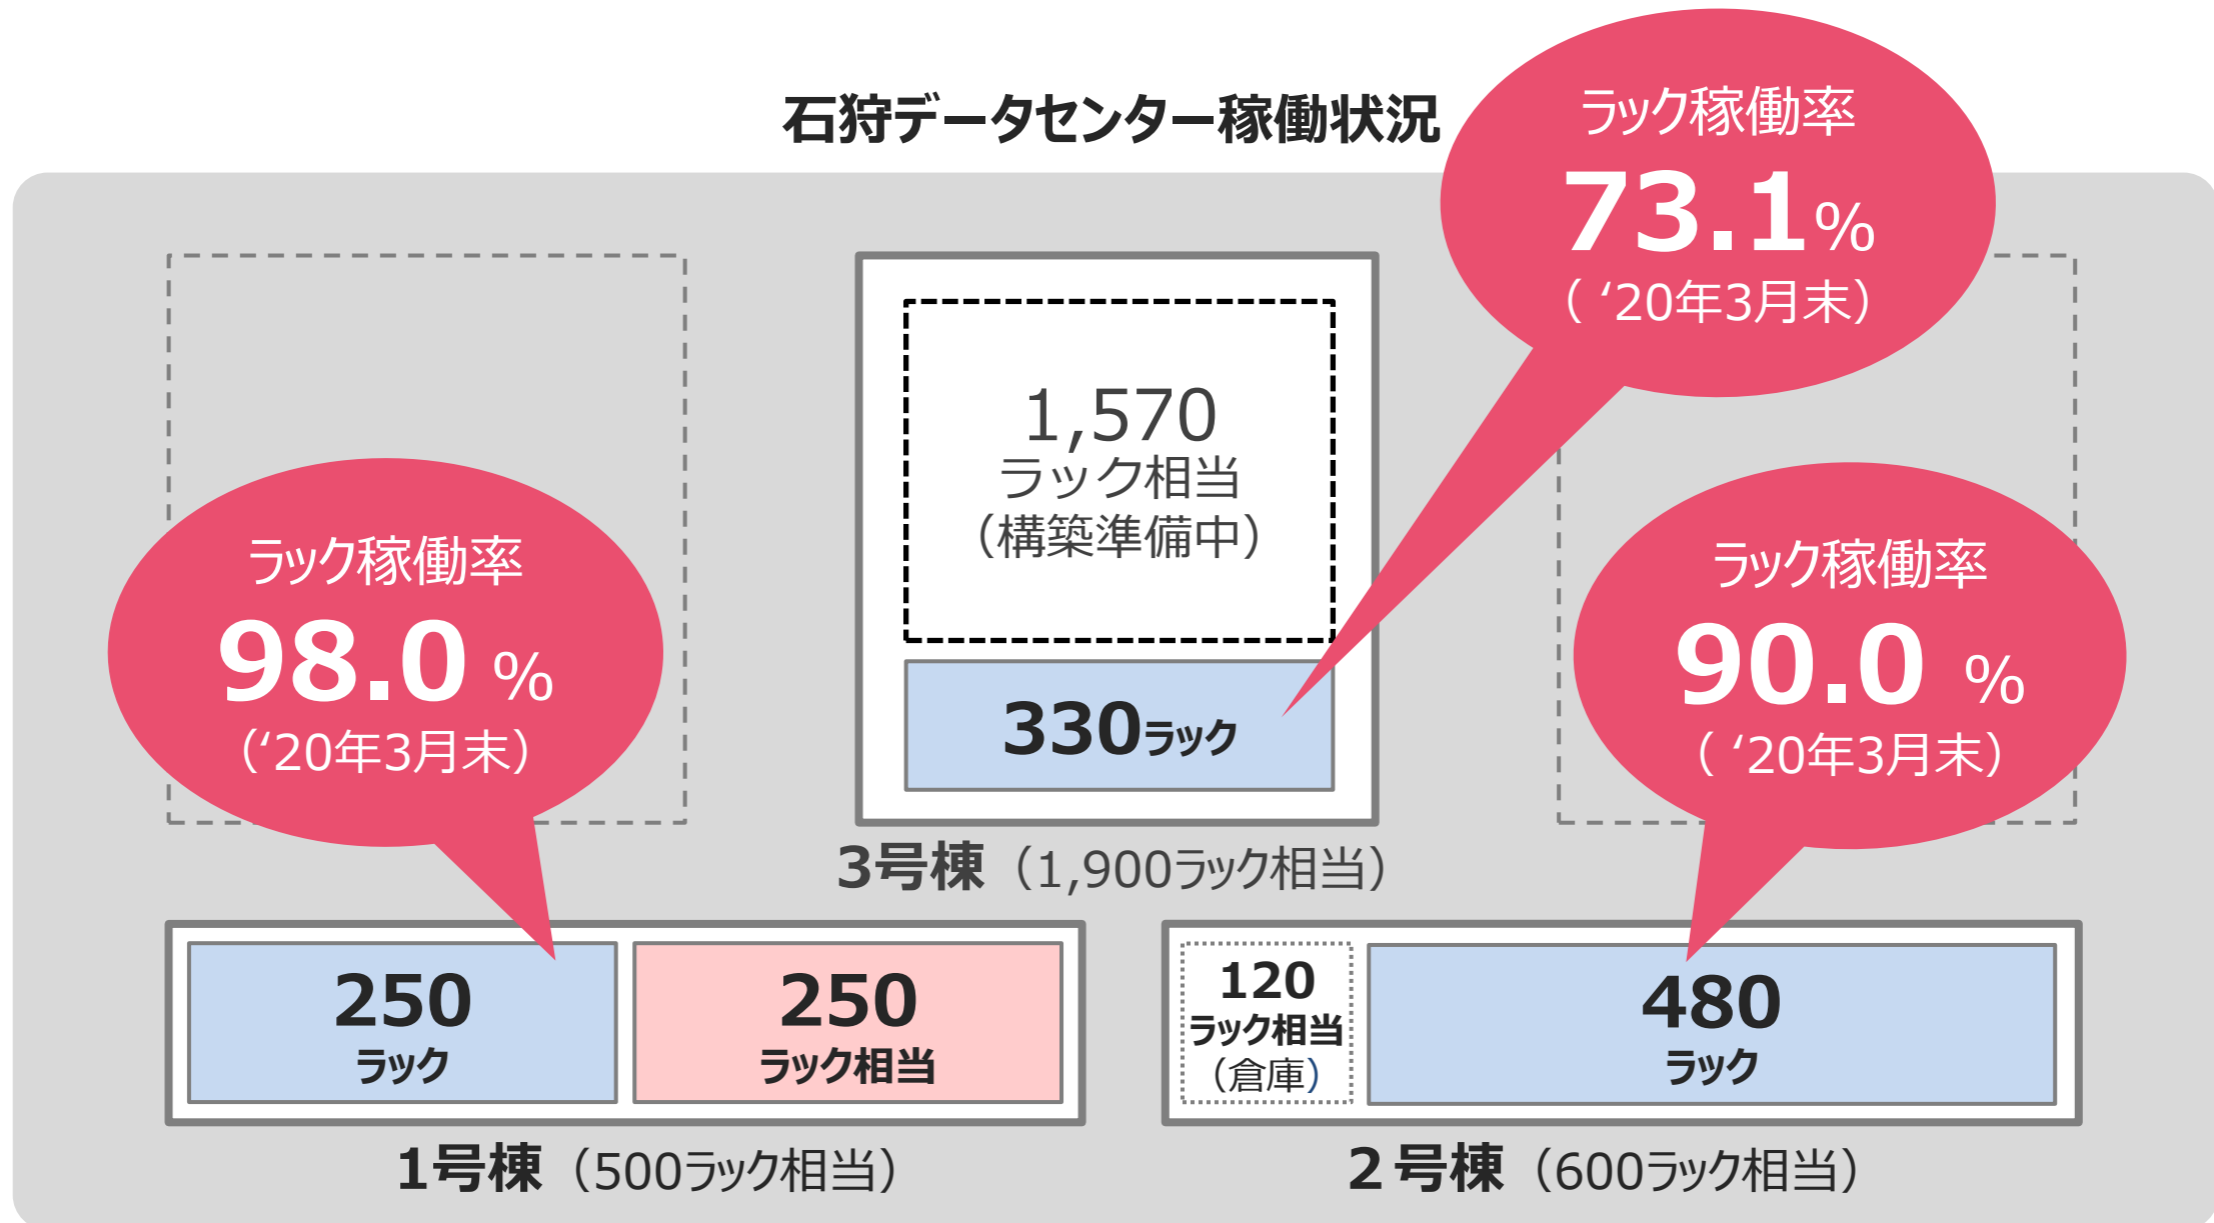 石狩データセンター稼働状況
ラック稼働率
73.1%
（ ‘20年3月末）
1,570
ラック相当
（構築準備中）
330ラック
3号棟（1,900ラック相当）
ラック稼働率
98.0 %
（‘20年3月末）
ラック稼働率
90.0 %
（ ‘20年3月末）
250
ラック
250
ラック相当
1号棟（500ラック相当）
120
ラック相当
（倉庫）
480
ラック
２号棟（600ラック相当）